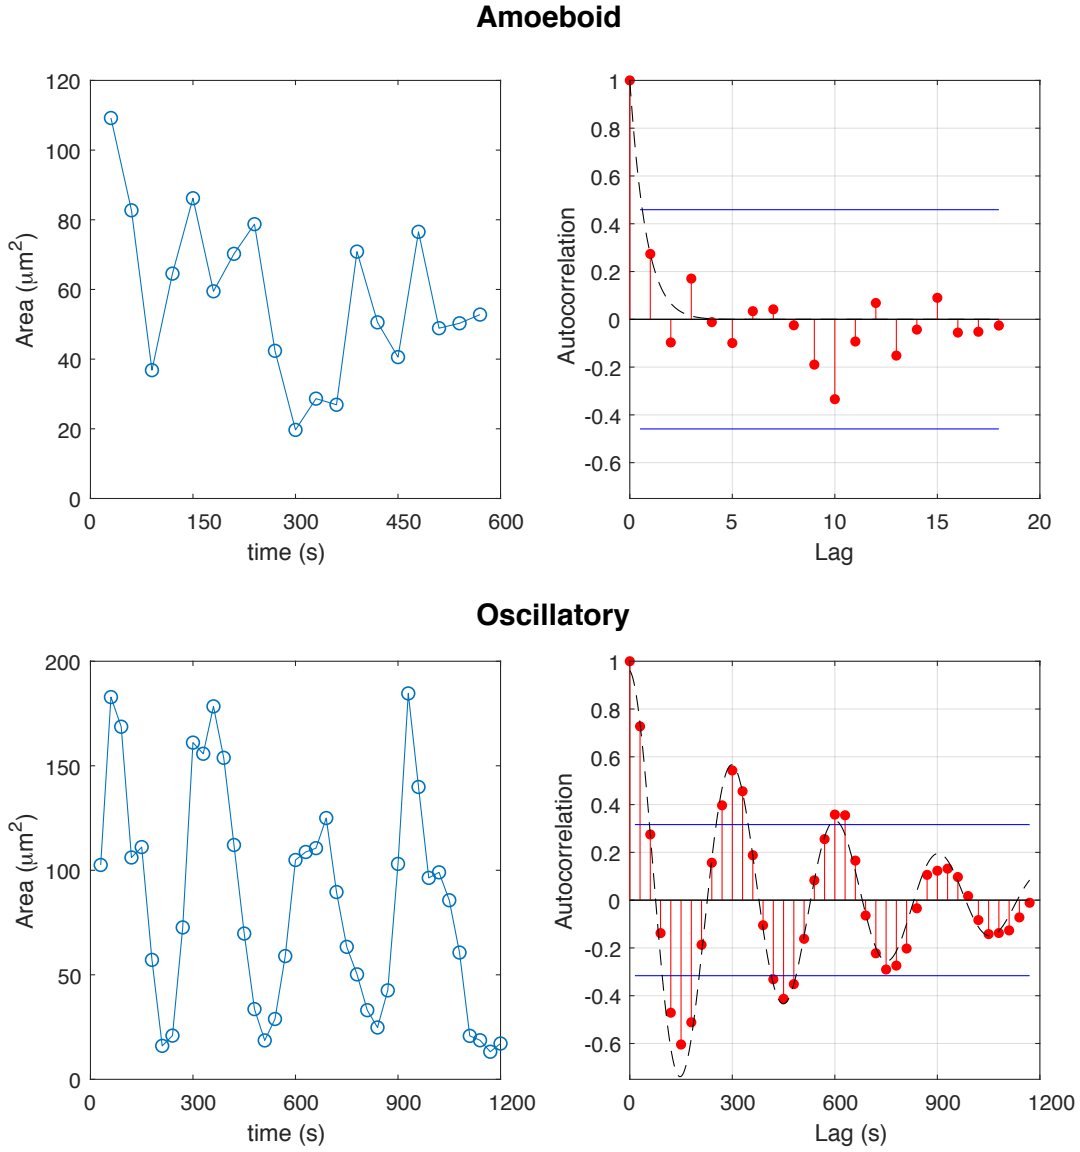 Amoeboid
120
100
80
60
40
20
0
0 150 300 450 600
Area (μm²)
time (s)
1
0.8
0.6
0.4
0.2
0
-0.2
-0.4
-0.6
0 5 10 15 20
Autocorrelation
Lag
Oscillatory
200
150
100
50
0
0 300 600 900 1200
Area (μm²)
time (s)
1
0.8
0.6
0.4
0.2
0
-0.2
-0.4
-0.6
0 300 600 900 1200
Autocorrelation
Lag (s)